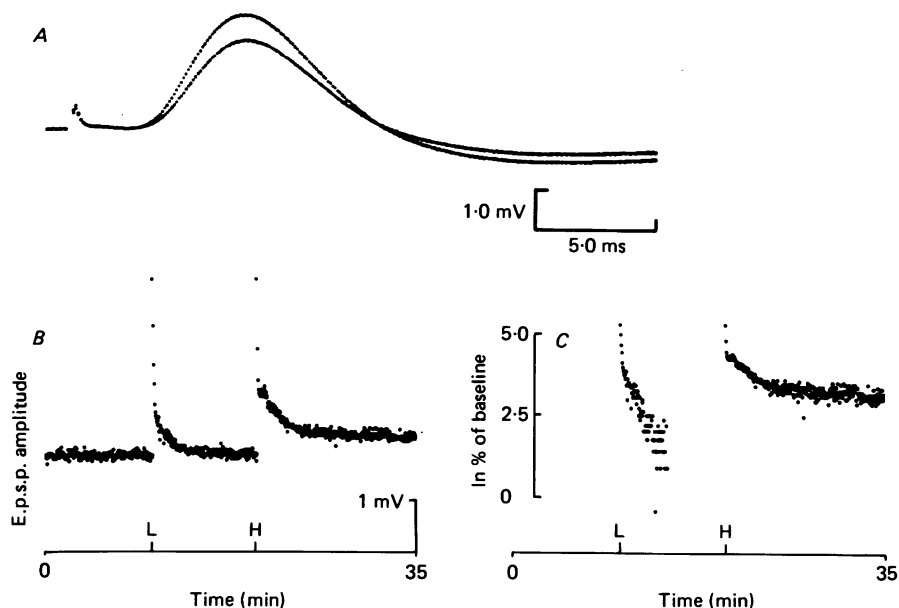 A
1·0 mV
5·0 ms
B
E.p.s.p. amplitude
1 mV
L
H
0
35
Time (min)
C
ln % of baseline
5·0
2·5
0
L
H
0
35
Time (min)